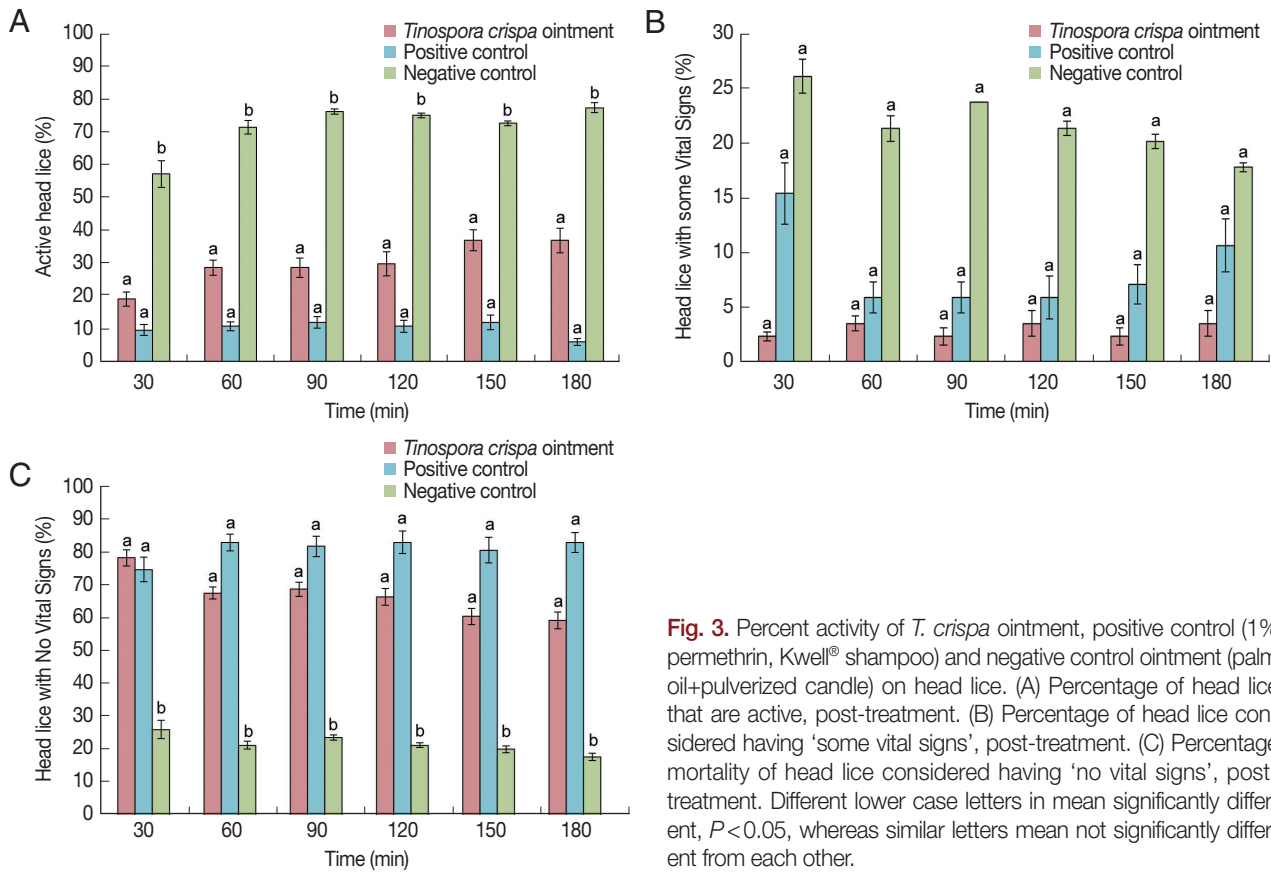 A
Tinospora crispa ointment
Positive control
Negative control
Active head lice (%)
100
90
80
70
60
50
40
30
20
10
0
a a b
a a b
a a b
a a b
a a b
a a b
30 60 90 120 150 180
Time (min)
B
Tinospora crispa ointment
Positive control
Negative control
Head lice with some Vital Signs (%)
30
25
20
15
10
5
0
a a a
a a a
a a a
a a a
a a a
a a a
30 60 90 120 150 180
Time (min)
C
Tinospora crispa ointment
Positive control
Negative control
Head lice with No Vital Signs (%)
100
90
80
70
60
50
40
30
20
10
0
a a b
a a b
a a b
a a b
a a b
a a b
30 60 90 120 150 180
Time (min)
Fig. 3. Percent activity of T. crispa ointment, positive control (1%
permethrin, Kwell® shampoo) and negative control ointment (palm
oil+pulverized candle) on head lice. (A) Percentage of head lice
that are active, post-treatment. (B) Percentage of head lice con-
sidered having ‘some vital signs’, post-treatment. (C) Percentage
mortality of head lice considered having ‘no vital signs’, post
treatment. Different lower case letters in mean significantly differ-
ent, P<0.05, whereas similar letters mean not significantly differ-
ent from each other.